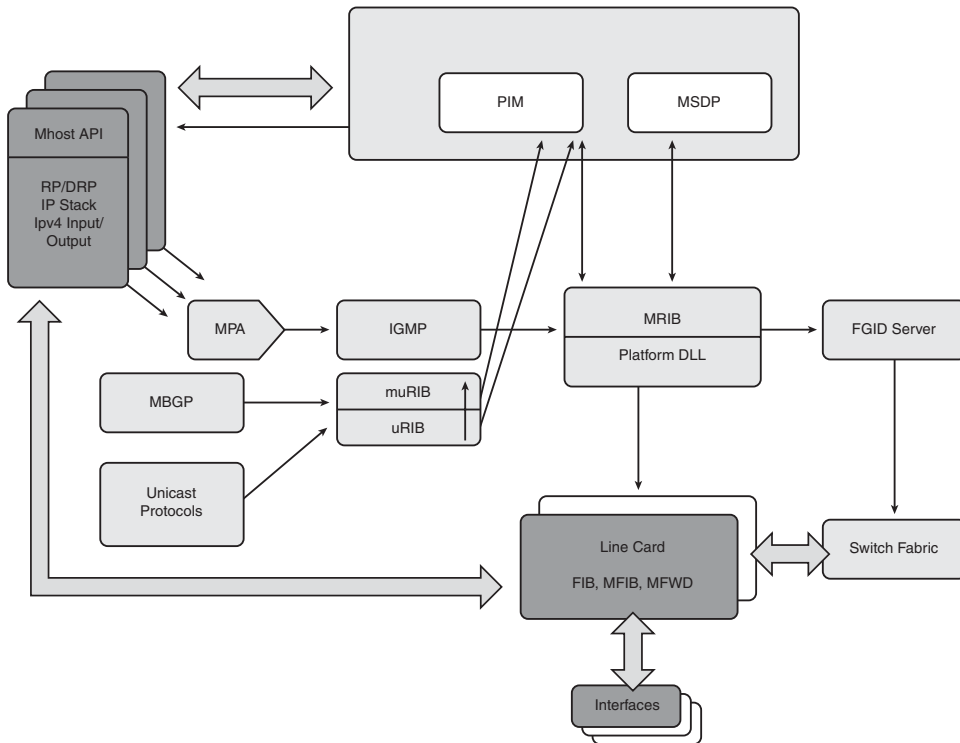 PIM
MSDP
Mhost API
RP/DRP
IP Stack
Ipv4 Input/
Output
MPA
IGMP
MRIB
Platform DLL
FGID Server
MBGP
muRIB
uRIB
Unicast
Protocols
Line Card
FIB, MFIB, MFWD
Switch Fabric
Interfaces